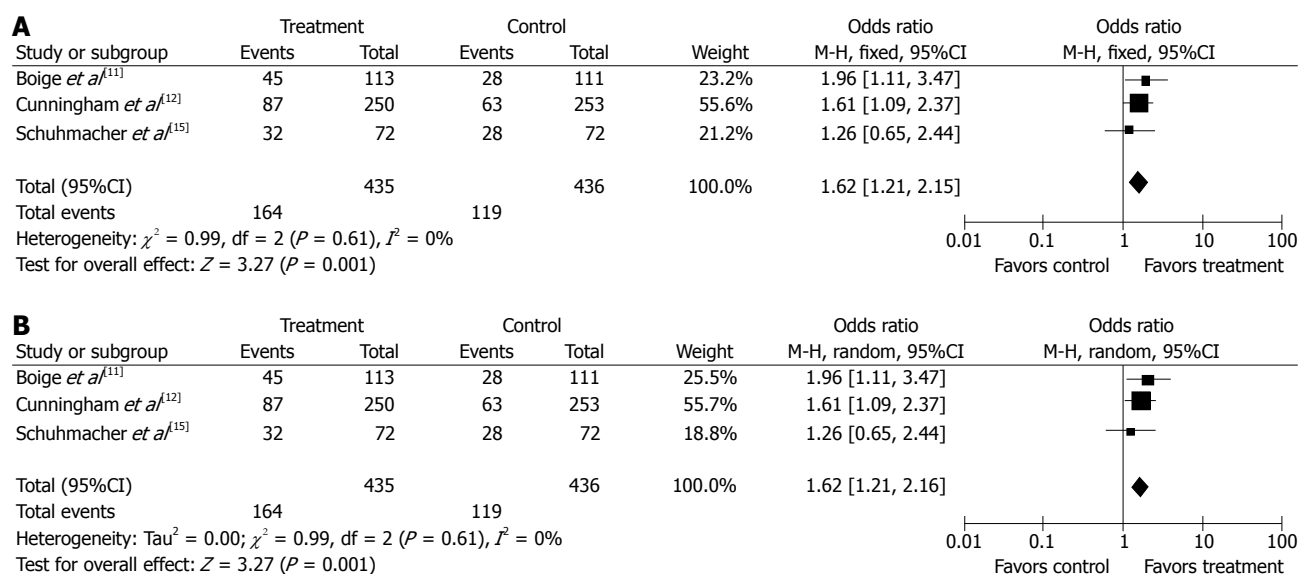 A
Treatment Control Odds ratio Odds ratio
Study or subgroup Events Total Events Total Weight M-H, fixed, 95%CI M-H, fixed, 95%CI
Boige et al[11] 45 113 28 111 23.2% 1.96 [1.11, 3.47]
Cunningham et al[12] 87 250 63 253 55.6% 1.61 [1.09, 2.37]
Schuhmacher et al[15] 32 72 28 72 21.2% 1.26 [0.65, 2.44]
Total (95%CI) 435 436 100.0% 1.62 [1.21, 2.15]
Total events 164 119
Heterogeneity: χ² = 0.99, df = 2 (P = 0.61), I² = 0%
Test for overall effect: Z = 3.27 (P = 0.001)
0.01 0.1 1 10 100
Favors control Favors treatment
B
Treatment Control Odds ratio Odds ratio
Study or subgroup Events Total Events Total Weight M-H, random, 95%CI M-H, random, 95%CI
Boige et al[11] 45 113 28 111 25.5% 1.96 [1.11, 3.47]
Cunningham et al[12] 87 250 63 253 55.7% 1.61 [1.09, 2.37]
Schuhmacher et al[15] 32 72 28 72 18.8% 1.26 [0.65, 2.44]
Total (95%CI) 435 436 100.0% 1.62 [1.21, 2.16]
Total events 164 119
Heterogeneity: Tau² = 0.00; χ² = 0.99, df = 2 (P = 0.61), I² = 0%
Test for overall effect: Z = 3.27 (P = 0.001)
0.01 0.1 1 10 100
Favors control Favors treatment